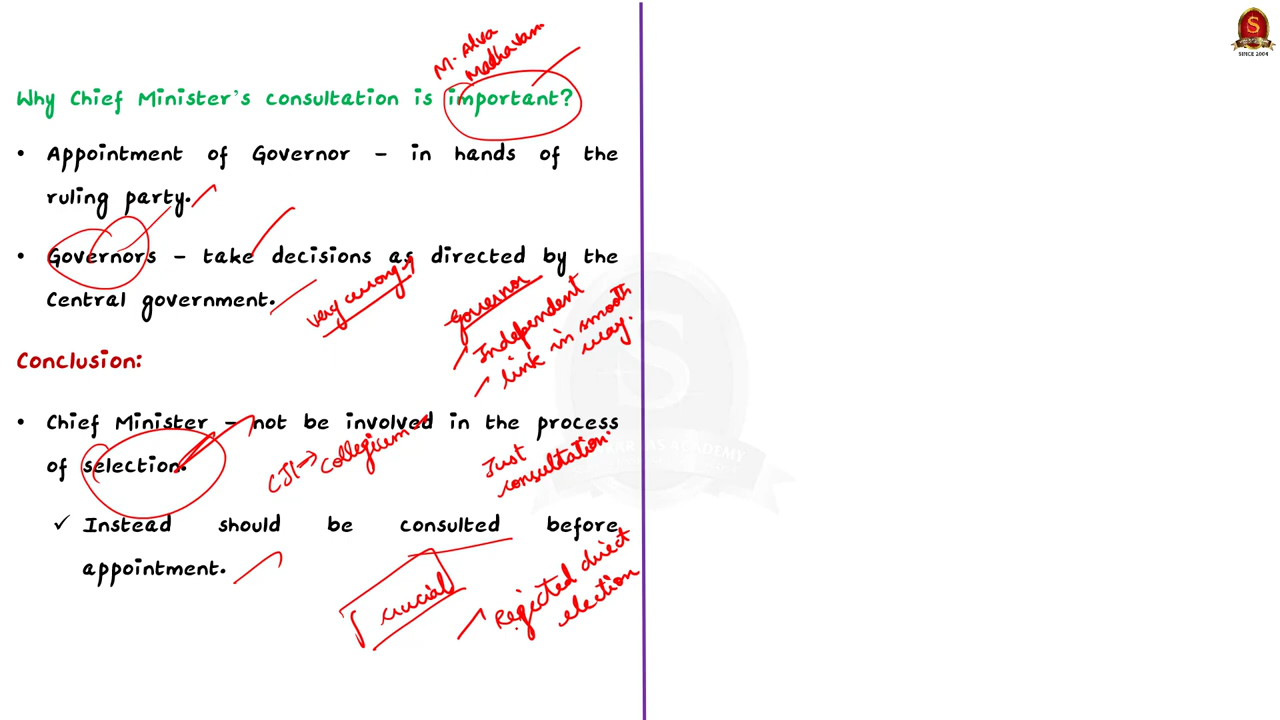 M. Alva
Madhavan
Why Chief Minister's consultation is important?
• Appointment of Governor – in hands of the
ruling party.
• Governors – take decisions as directed by the
Central government.
very wrong
Governor
Independent
link in smooth
way.
Conclusion:
• Chief Minister – not be involved in the process
of selection.
CJI → Collegium
Just
consultation.
✓ Instead should be consulted before
appointment.
crucial
Rejected direct
election
S
SINCE 2004